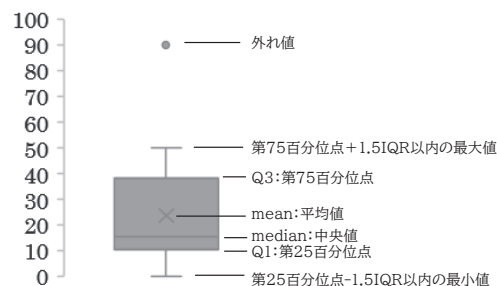 100
90
80
70
60
50
40
30
20
10
0
外れ値
第75百分位点＋1.5IQR以内の最大値
Q3：第75百分位点
mean：平均値
median：中央値
Q1：第25百分位点
第25百分位点-1.5IQR以内の最小値